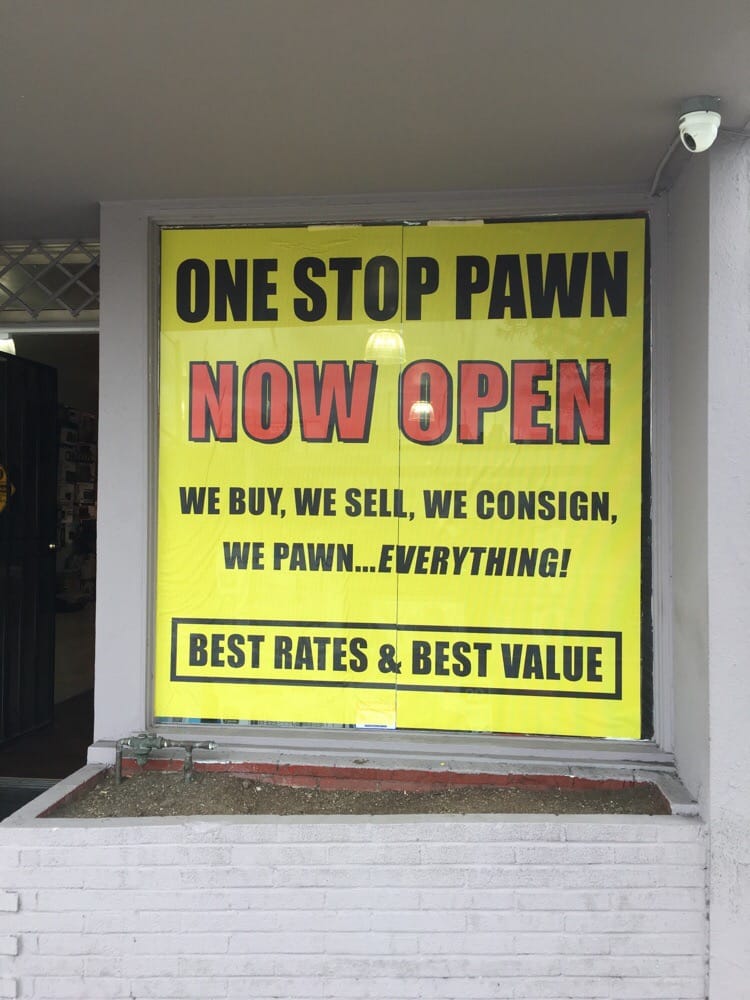 ONE STOP PAWN
NOW OPEN
WE BUY, WE SELL, WE CONSIGN,
WE PAWN...EVERYTHING!
BEST RATES & BEST VALUE